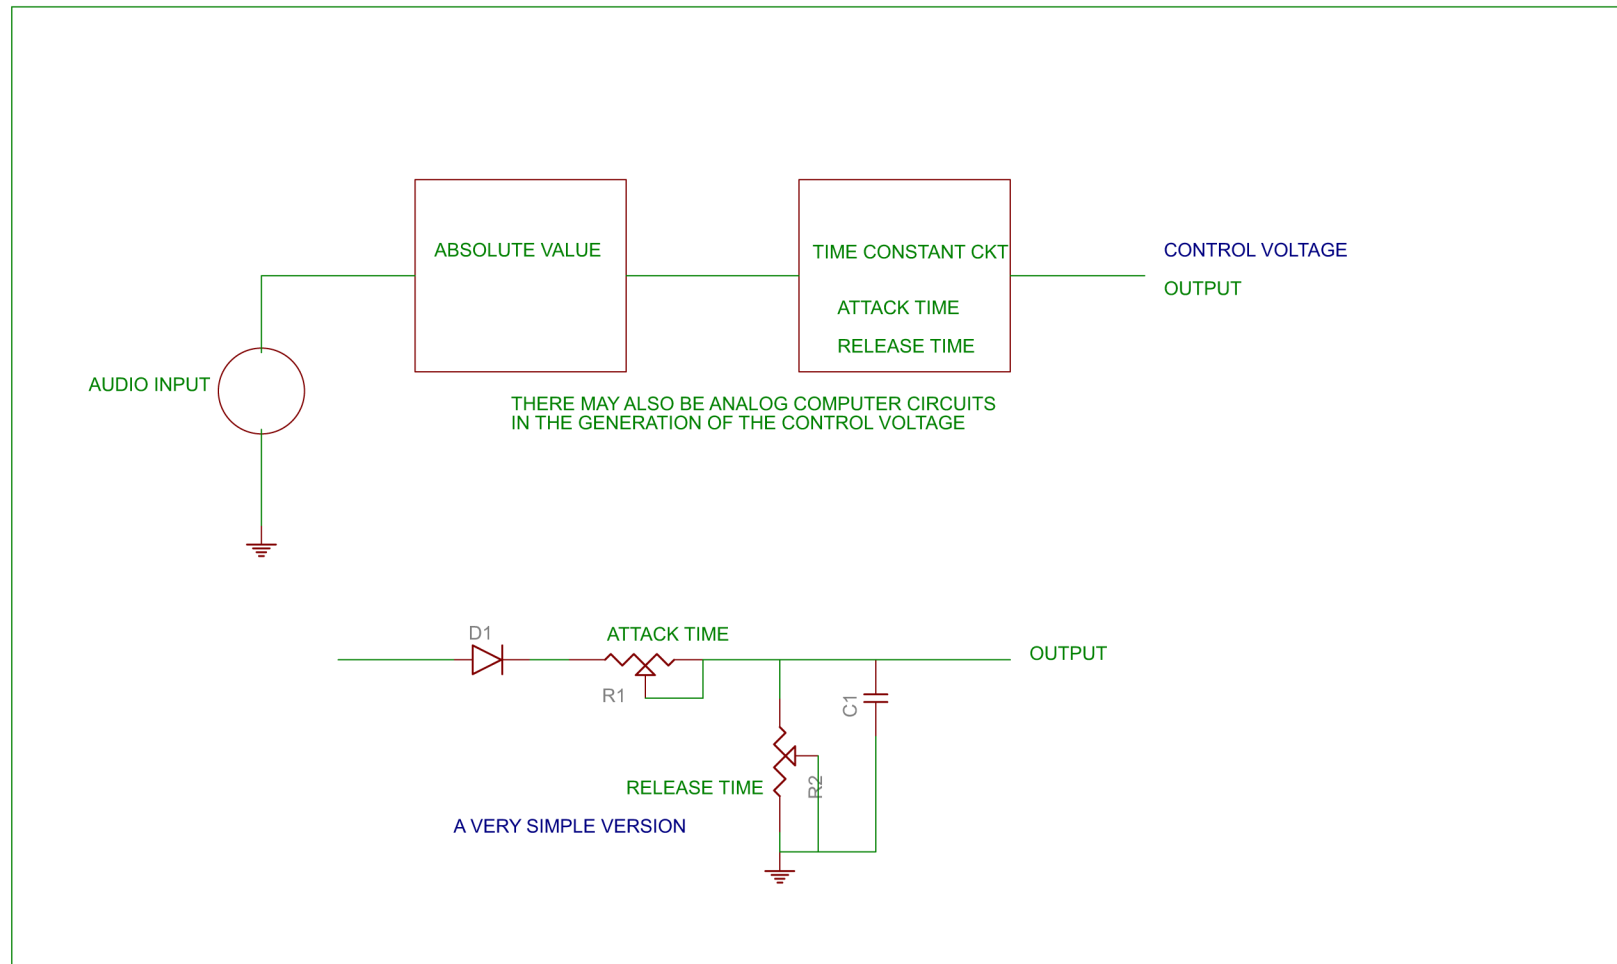 ABSOLUTE VALUE
TIME CONSTANT CKT
CONTROL VOLTAGE
OUTPUT
ATTACK TIME
RELEASE TIME
AUDIO INPUT
THERE MAY ALSO BE ANALOG COMPUTER CIRCUITS
IN THE GENERATION OF THE CONTROL VOLTAGE
D1
ATTACK TIME
OUTPUT
R1
C1
RELEASE TIME
R2
A VERY SIMPLE VERSION